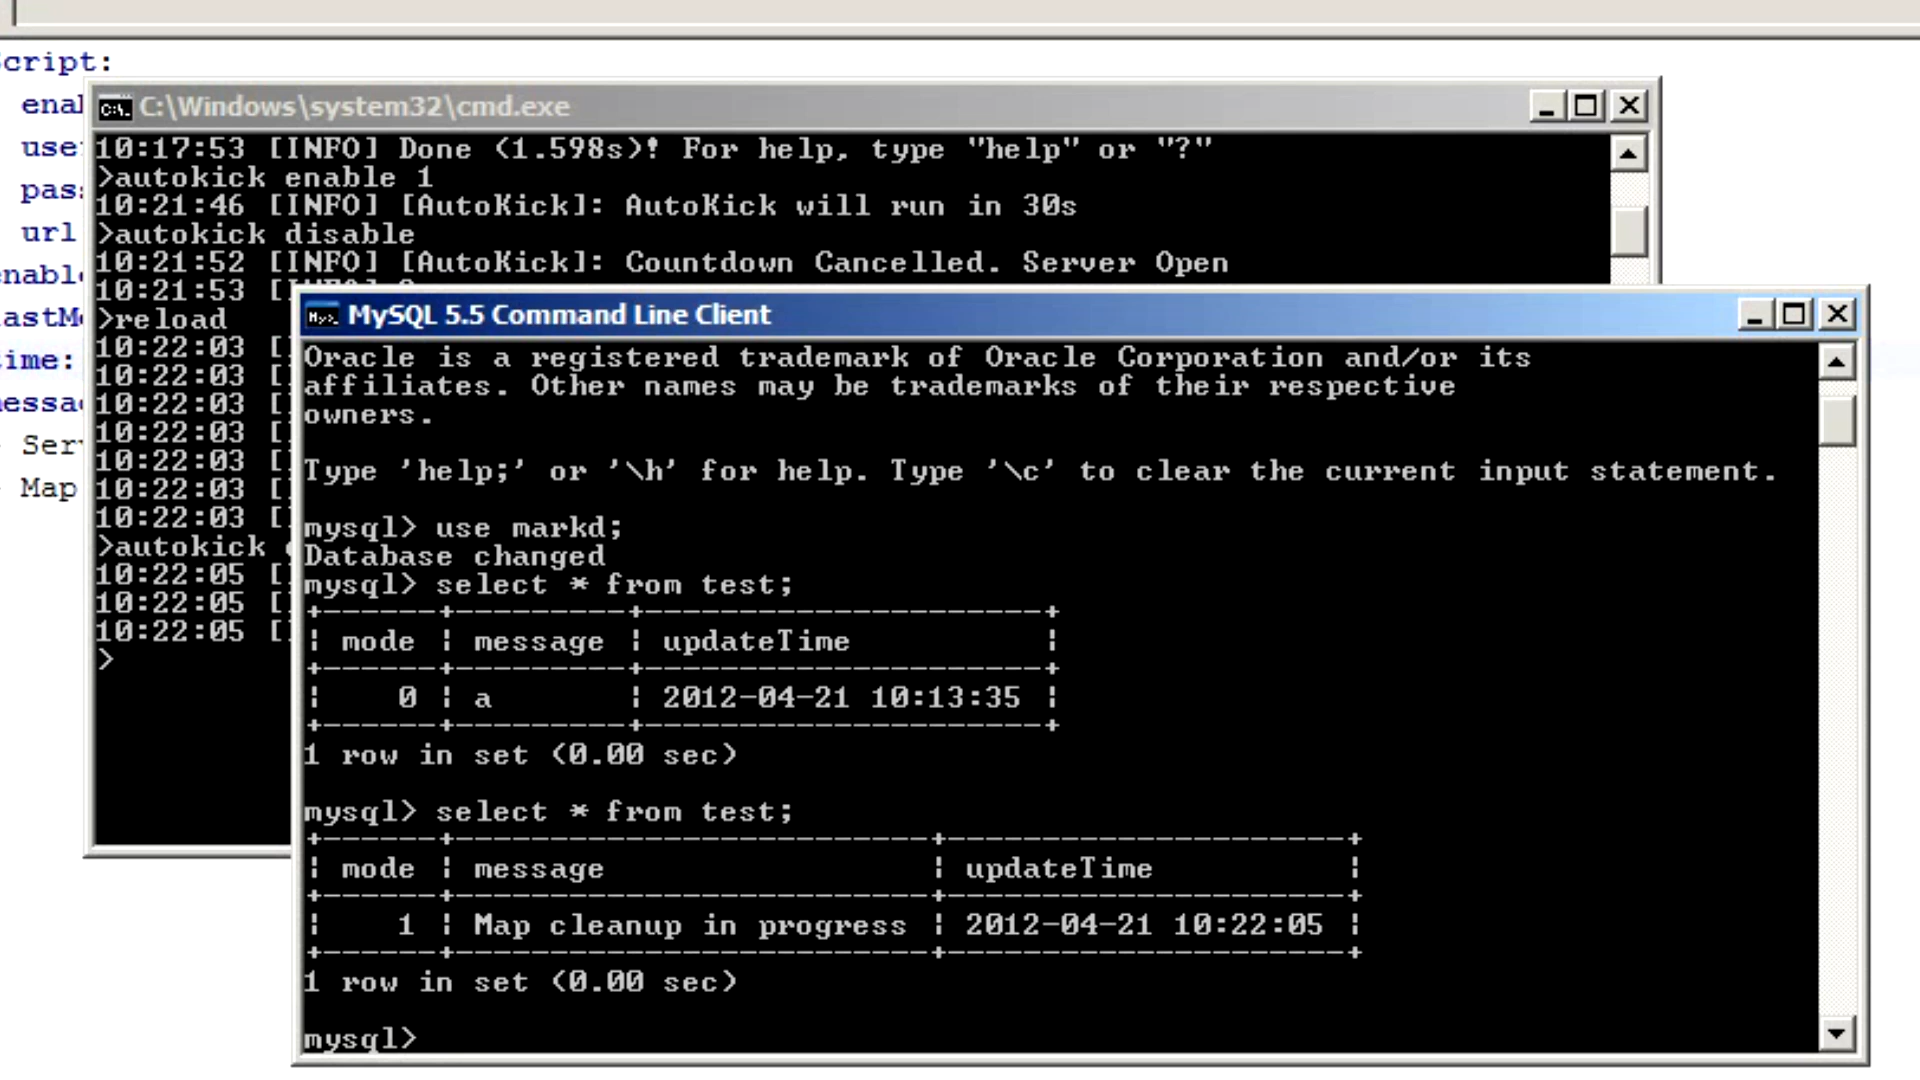 cript:
C:\Windows\system32\cmd.exe
10:17:53 [INFO] Done (1.598s)! For help, type "help" or "?"
>autokick enable 1
10:21:46 [INFO] [AutoKick]: AutoKick will run in 30s
>autokick disable
10:21:52 [INFO] [AutoKick]: Countdown Cancelled. Server Open
10:21:53 [
>reload
10:22:03 [
10:22:03 [
10:22:03 [
10:22:03 [
10:22:03 [
10:22:03 [
10:22:03 [
>autokick
10:22:05 [
10:22:05 [
10:22:05 [
>
url
time:
Map
MySQL 5.5 Command Line Client
Oracle is a registered trademark of Oracle Corporation and/or its
affiliates. Other names may be trademarks of their respective
owners.
Type 'help;' or '\h' for help. Type '\c' to clear the current input statement.
mysql> use markd;
Database changed
mysql> select * from test;
| mode | message | updateTime |
| 0 | a | 2012-04-21 10:13:35 |
1 row in set (0.00 sec)
mysql> select * from test;
| mode | message | updateTime |
| 1 | Map cleanup in progress | 2012-04-21 10:22:05 |
1 row in set (0.00 sec)
mysql>